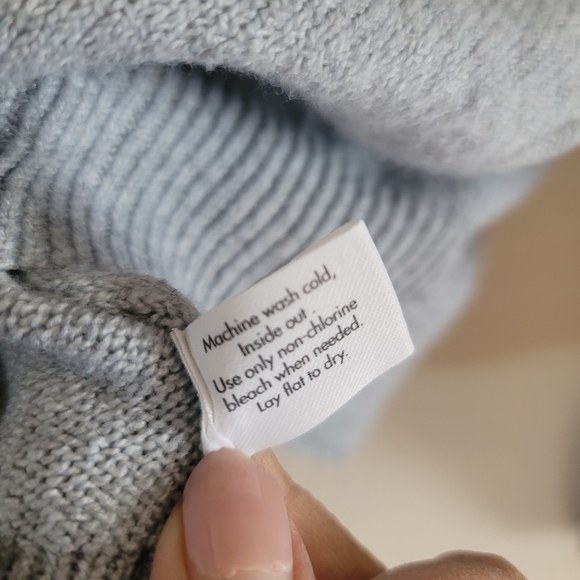 Machine wash cold,
Inside out.
Use only non-chlorine
bleach when needed.
Lay flat to dry.